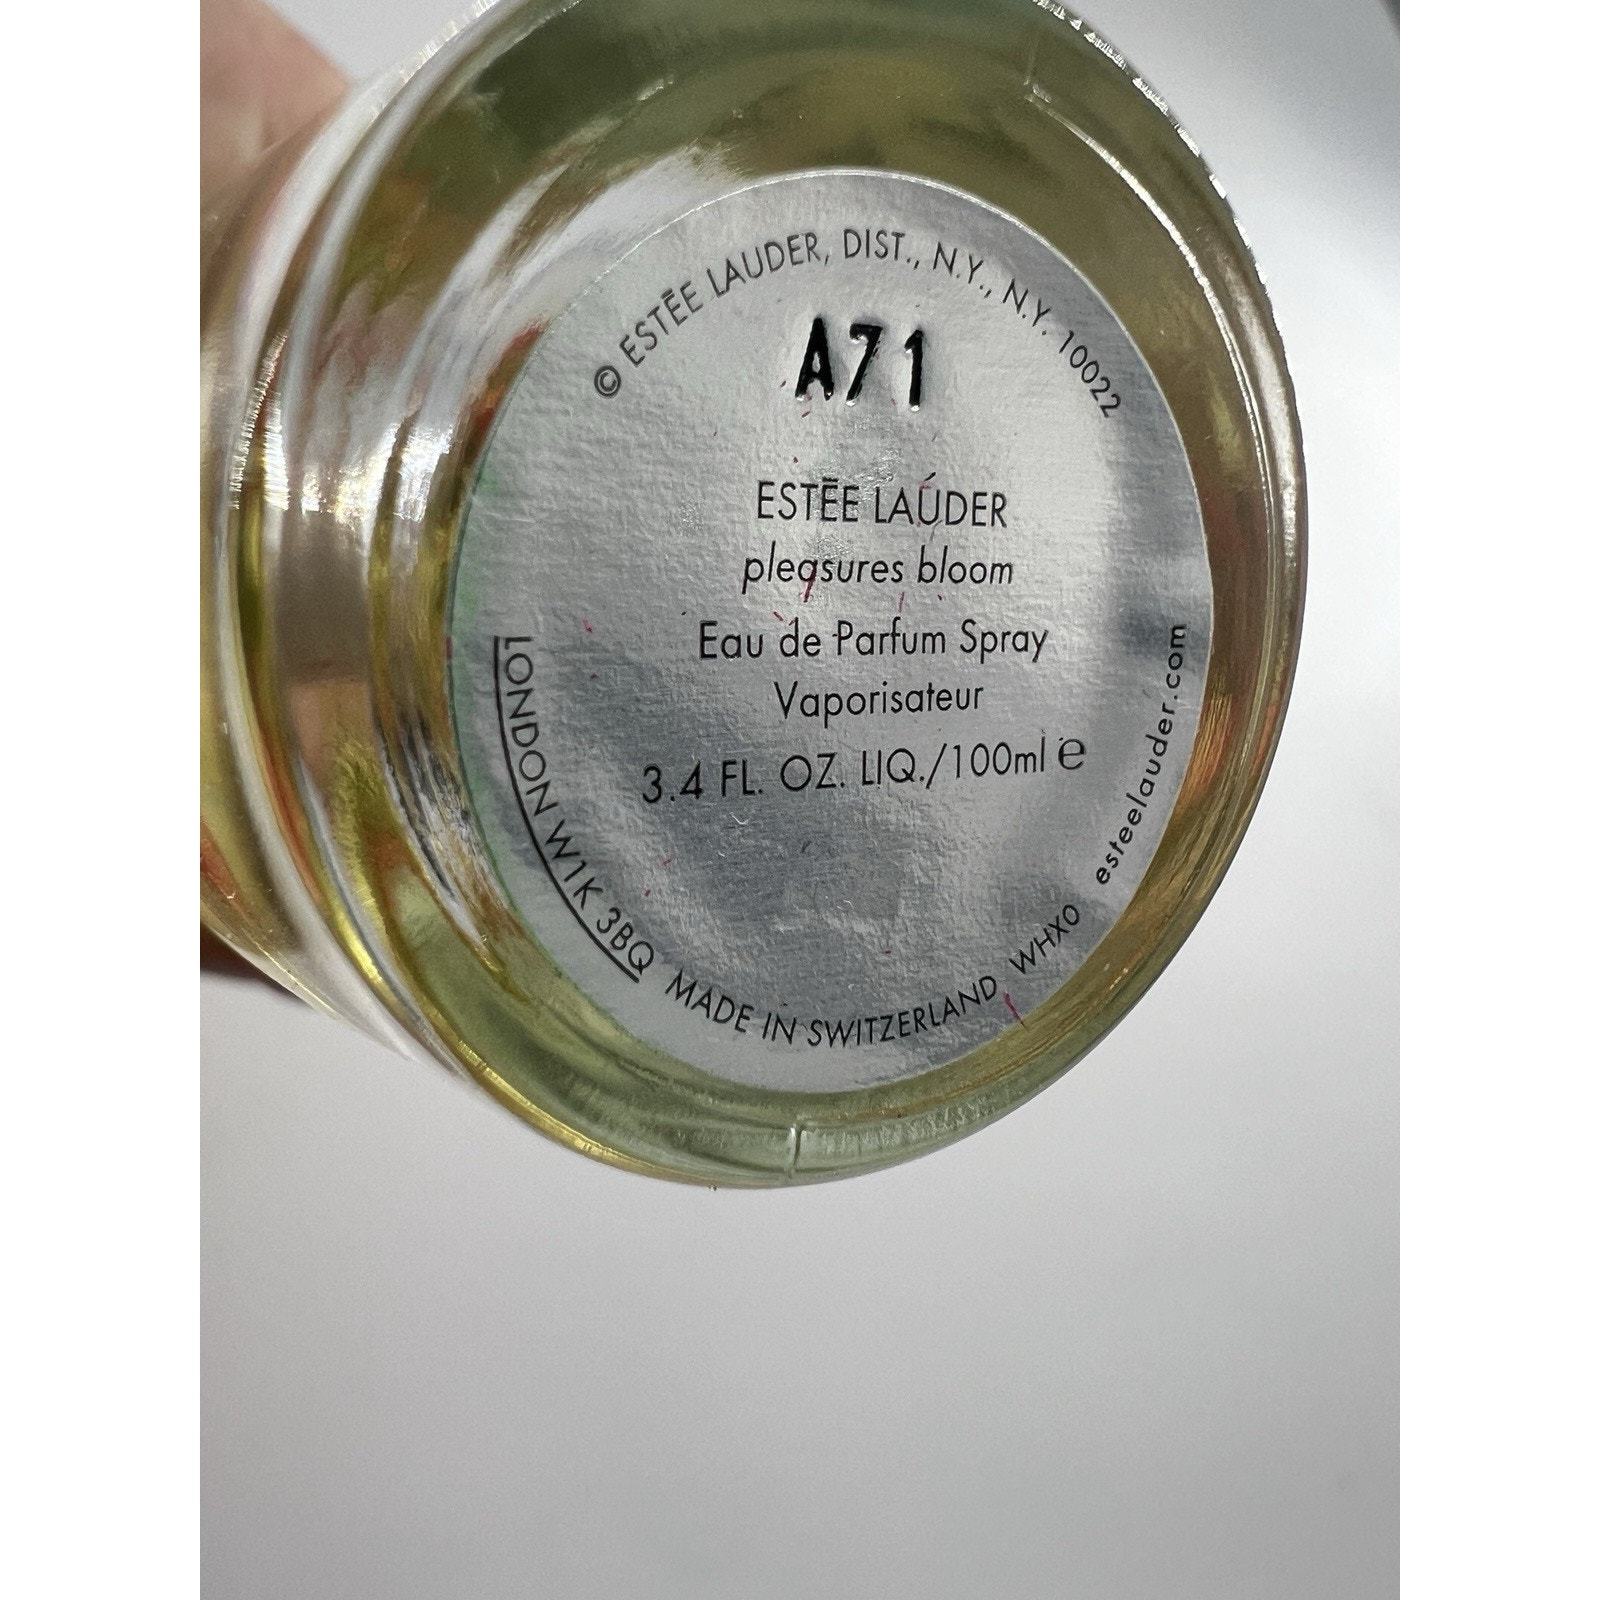 © ESTĒE LAUDER, DIST., N.Y., N.Y. 10022
A71
ESTĒE LAUDER
pleasures bloom
Eau de Parfum Spray
Vaporisateur
3.4 FL. OZ. LIQ./100ml ℮
LONDON W1K 3BQ MADE IN SWITZERLAND WHX0 esteelauder.com